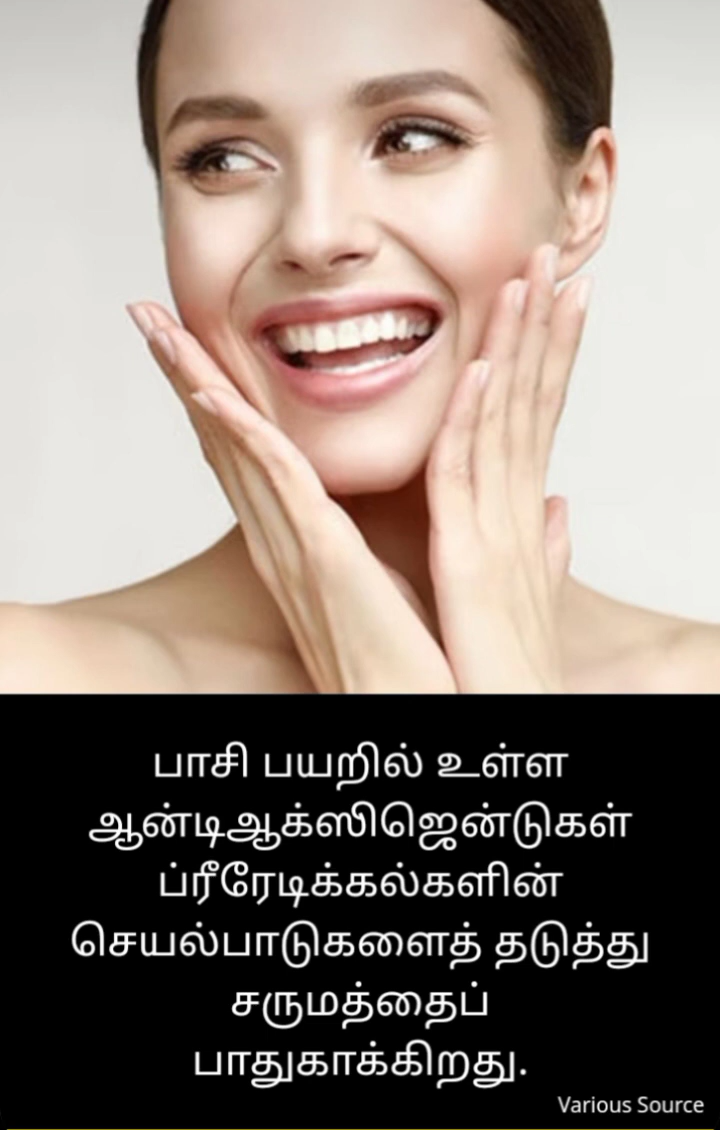 பாசி பயறில் உள்ள
ஆன்டிஆக்ஸிஜென்டுகள்
ப்ரீரேடிக்கல்களின்
செயல்பாடுகளைத் தடுத்து
சருமத்தைப்
பாதுகாக்கிறது.
Various Source